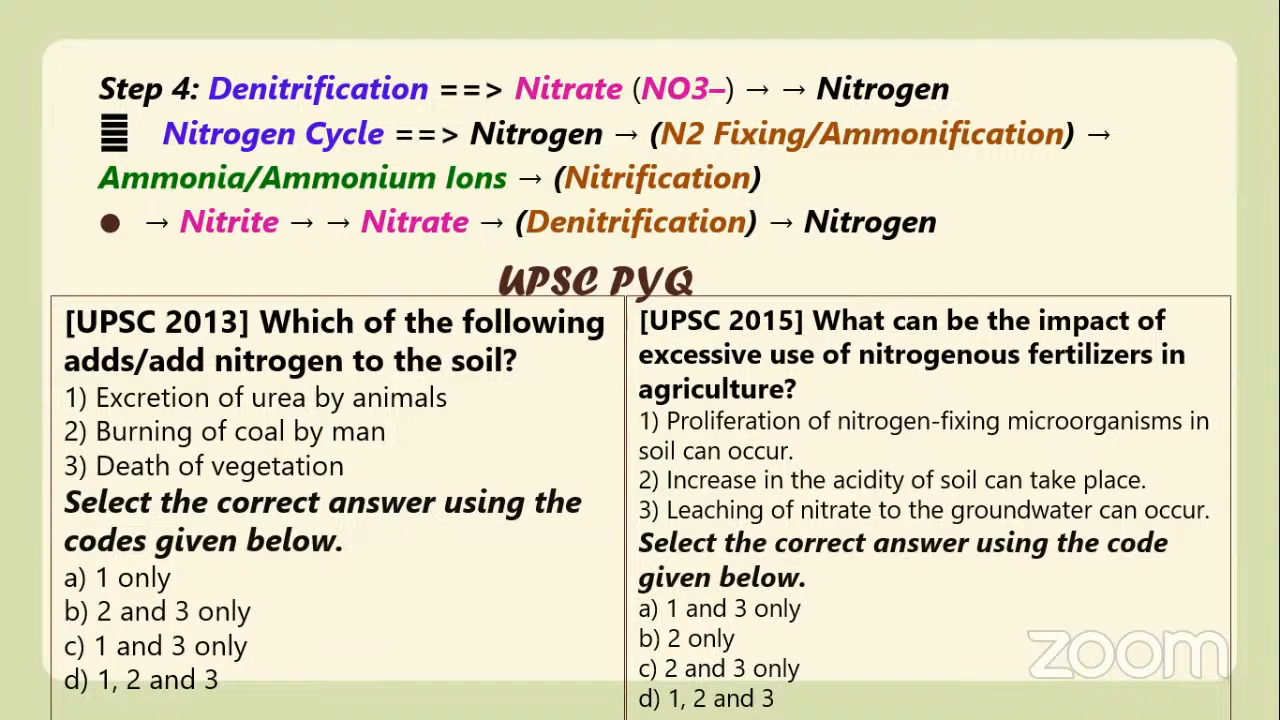 Step 4: Denitrification ==> Nitrate (NO3–) → → Nitrogen
Nitrogen Cycle ==> Nitrogen → (N2 Fixing/Ammonification) →
Ammonia/Ammonium Ions → (Nitrification)
● → Nitrite → → Nitrate → (Denitrification) → Nitrogen
UPSC PYQ
[UPSC 2013] Which of the following
adds/add nitrogen to the soil?
1) Excretion of urea by animals
2) Burning of coal by man
3) Death of vegetation
Select the correct answer using the
codes given below.
a) 1 only
b) 2 and 3 only
c) 1 and 3 only
d) 1, 2 and 3
[UPSC 2015] What can be the impact of
excessive use of nitrogenous fertilizers in
agriculture?
1) Proliferation of nitrogen-fixing microorganisms in
soil can occur.
2) Increase in the acidity of soil can take place.
3) Leaching of nitrate to the groundwater can occur.
Select the correct answer using the code
given below.
a) 1 and 3 only
b) 2 only
c) 2 and 3 only
d) 1, 2 and 3
zoom